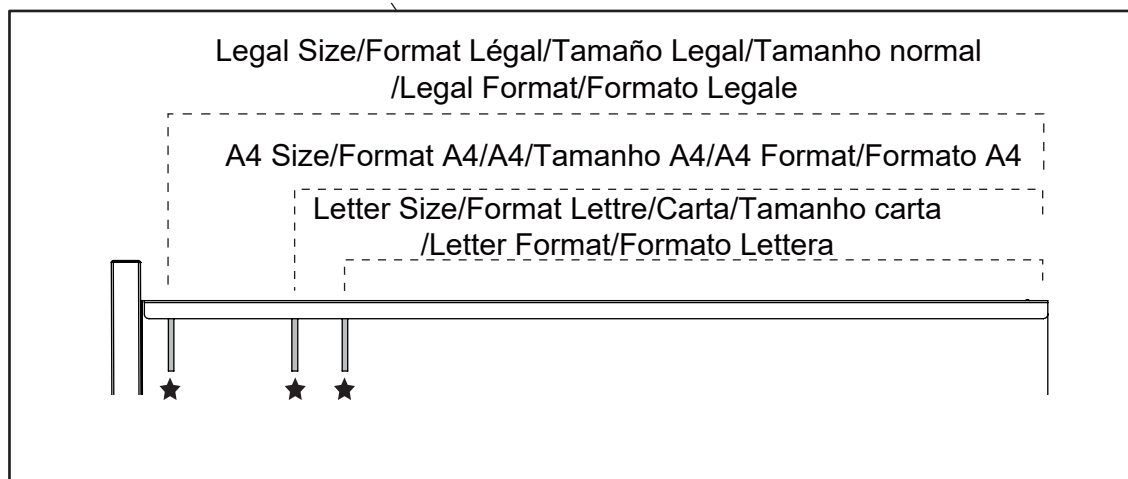 Legal Size/Format Légal/Tamaño Legal/Tamanho normal
/Legal Format/Formato Legale
A4 Size/Format A4/A4/Tamanho A4/A4 Format/Formato A4
Letter Size/Format Lettre/Carta/Tamanho carta
/Letter Format/Formato Lettera